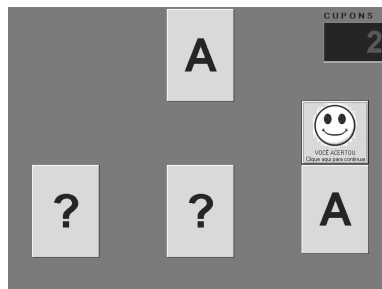 CUPONS
2
A
VOCÊ ACERTOU
Clique aqui para continuar
? ? A